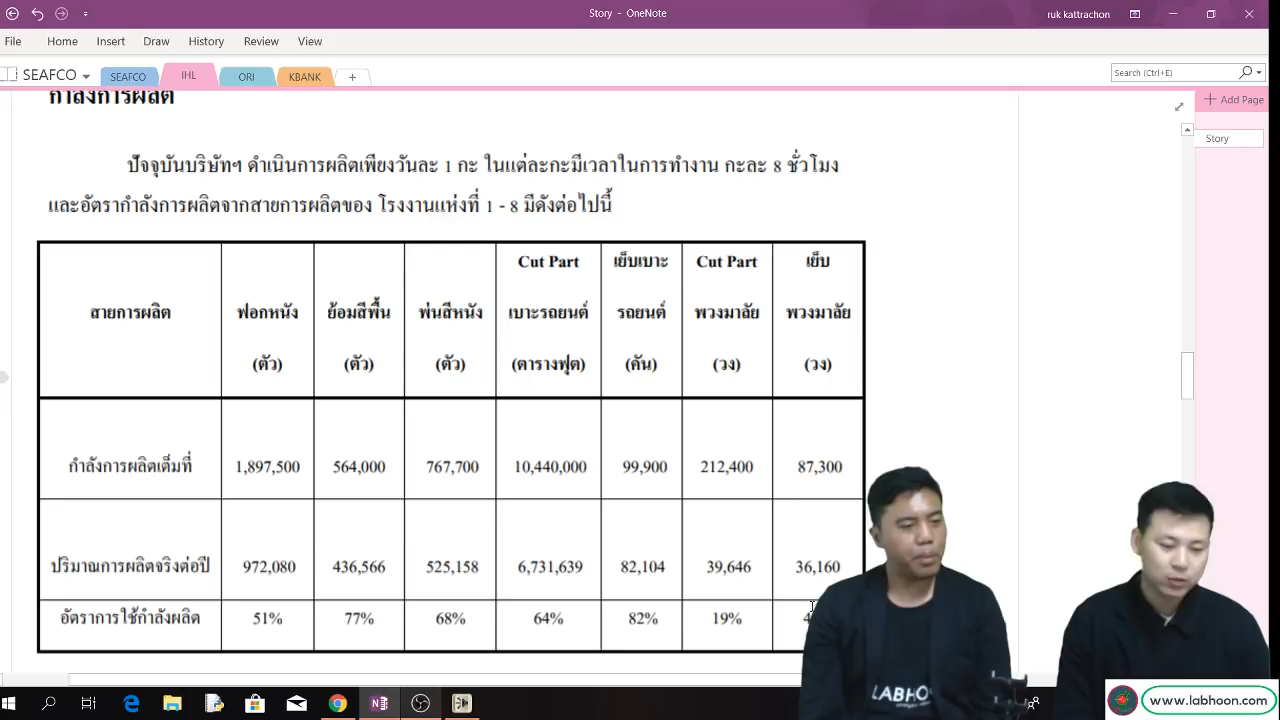 Story - OneNote
ruk kattrachon
File Home Insert Draw History Review View
SEAFCO
SEAFCO IHL ORI KBANK +
Search (Ctrl+E)
Add Page
Story
กำลังการผลิต
ปัจจุบันบริษัทฯ ดำเนินการผลิตเพียงวันละ 1 กะ ในแต่ละกะมีเวลาในการทำงาน กะละ 8 ชั่วโมง
และอัตรากำลังการผลิตจากสายการผลิตของ โรงงานแห่งที่ 1 - 8 มีดังต่อไปนี้
สายการผลิต ฟอกหนัง (ตัว) ย้อมสีพื้น (ตัว) พ่นสีหนัง (ตัว) Cut Part เบาะรถยนต์ (ตารางฟุต) เย็บเบาะ รถยนต์ (คัน) Cut Part พวงมาลัย (วง) เย็บ พวงมาลัย (วง)
กำลังการผลิตเต็มที่ 1,897,500 564,000 767,700 10,440,000 99,900 212,400 87,300
ปริมาณการผลิตจริงต่อปี 972,080 436,566 525,158 6,731,639 82,104 39,646 36,160
อัตราการใช้กำลังผลิต 51% 77% 68% 64% 82% 19%
LABHO
www.labhoon.com